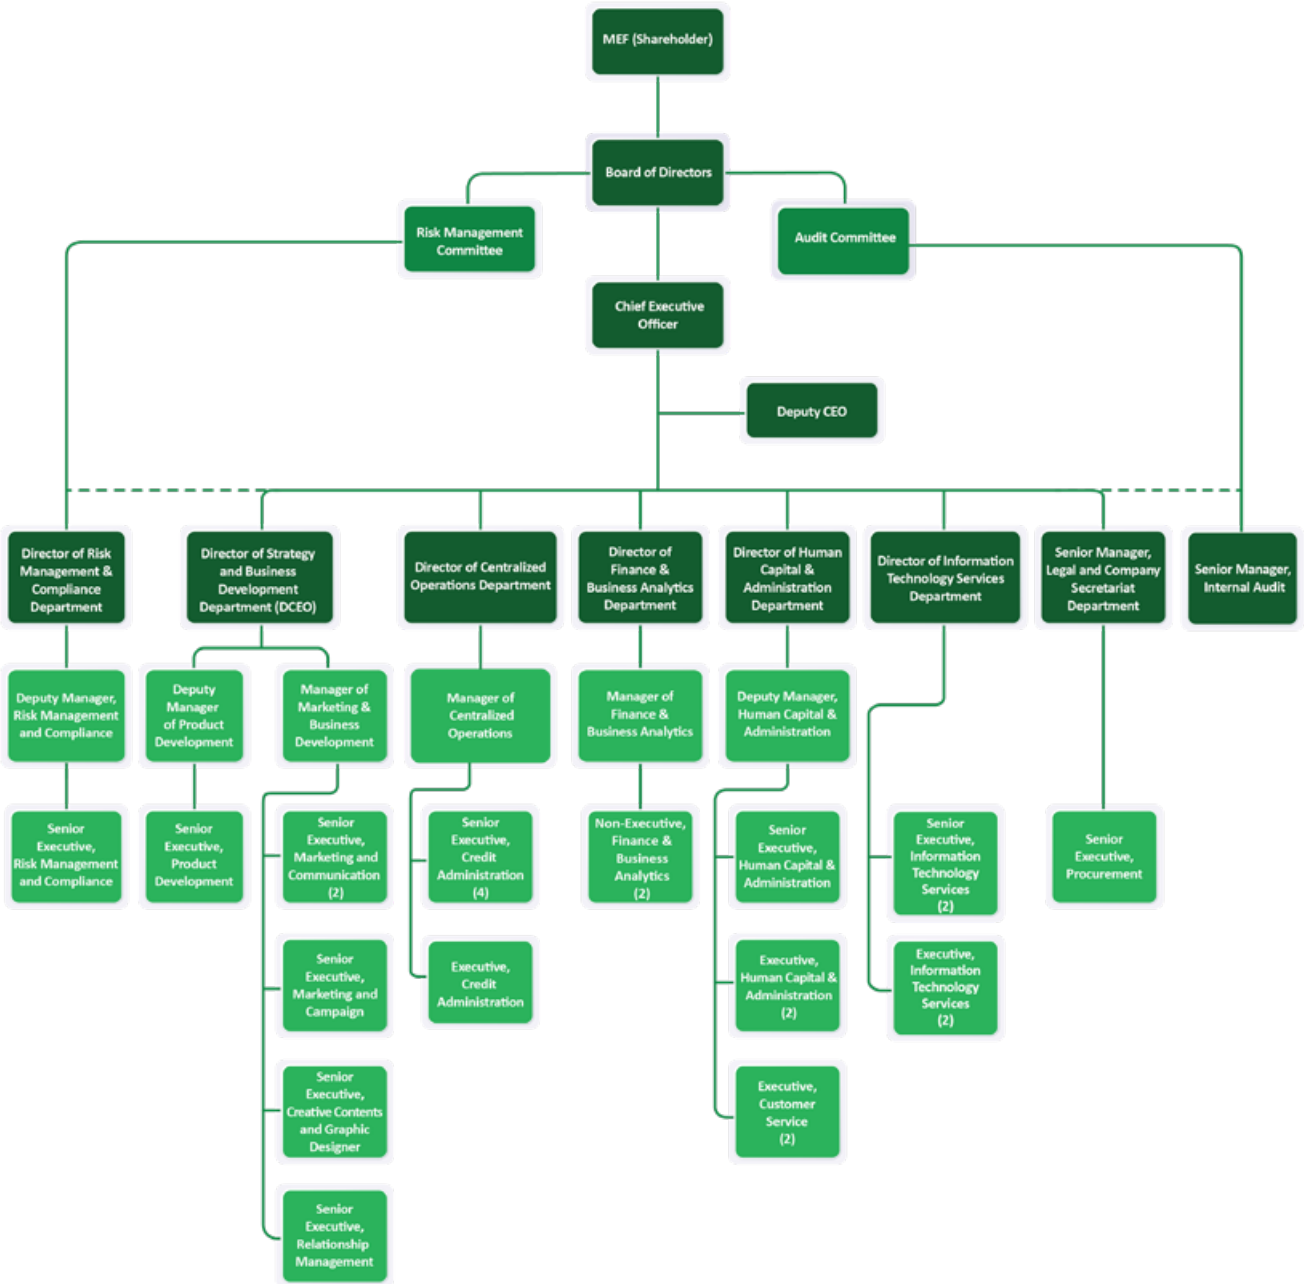 MEF (Shareholder)
Board of Directors
Risk Management
Committee
Audit Committee
Chief Executive
Officer
Deputy CEO
Director of Risk
Management &
Compliance
Department
Director of Strategy
and Business
Development
Department (DCEO)
Director of Centralized
Operations Department
Director of
Finance &
Business Analytics
Department
Director of Human
Capital &
Administration
Department
Director of Information
Technology Services
Department
Senior Manager,
Legal and Company
Secretariat
Department
Senior Manager,
Internal Audit
Deputy Manager,
Risk Management
and Compliance
Deputy
Manager
of Product
Development
Manager of
Marketing &
Business
Development
Manager of
Centralized
Operations
Manager of
Finance &
Business Analytics
Deputy Manager,
Human Capital &
Administration
Senior
Executive,
Risk Management
and Compliance
Senior
Executive,
Product
Development
Senior
Executive,
Marketing and
Communication
(2)
Senior
Executive,
Credit
Administration
(4)
Non-Executive,
Finance &
Business
Analytics
(2)
Senior
Executive,
Human Capital &
Administration
Senior
Executive,
Information
Technology
Services
(2)
Senior
Executive,
Procurement
Senior
Executive,
Marketing and
Campaign
Executive,
Credit
Administration
Executive,
Human Capital &
Administration
(2)
Executive,
Information
Technology
Services
(2)
Senior
Executive,
Creative Contents
and Graphic
Designer
Executive,
Customer
Service
(2)
Senior
Executive,
Relationship
Management